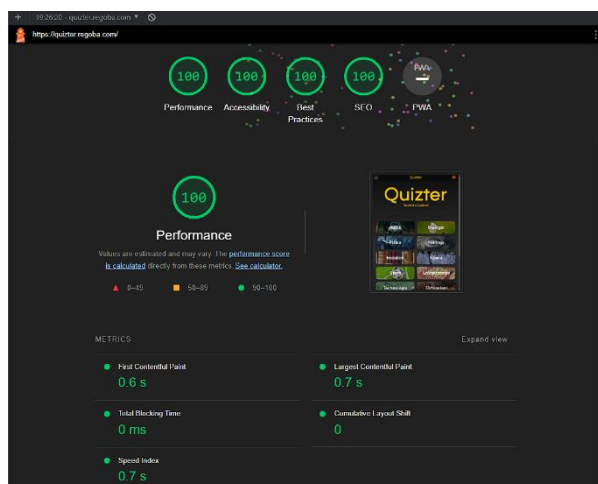 19:26:20 - quizter.regoba.com
https://quizter.regoba.com/
100
100
100
100
PWA
Performance
Accessibility
Best Practices
SEO
PWA
100
Performance
Values are estimated and may vary. The performance score
is calculated directly from these metrics. See calculator.
0–49
50–89
90–100
Quizter
METRICS
Expand view
First Contentful Paint
0.6 s
Largest Contentful Paint
0.7 s
Total Blocking Time
0 ms
Cumulative Layout Shift
0
Speed Index
0.7 s